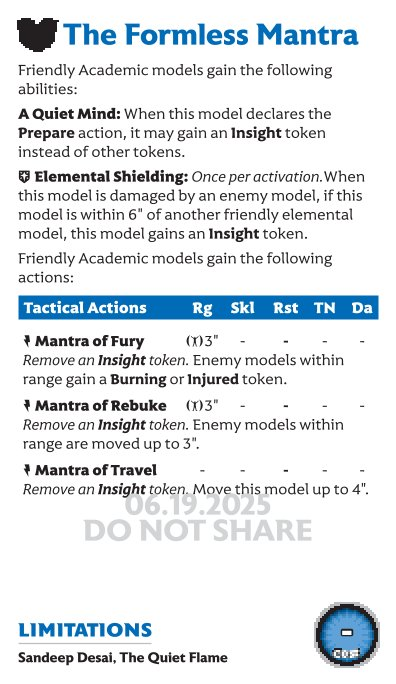 The Formless Mantra
Friendly Academic models gain the following
abilities:
A Quiet Mind: When this model declares the
Prepare action, it may gain an Insight token
instead of other tokens.
Elemental Shielding: Once per activation.When
this model is damaged by an enemy model, if this
model is within 6" of another friendly elemental
model, this model gains an Insight token.
Friendly Academic models gain the following
actions:
Tactical Actions Rg Skl Rst TN Da
Mantra of Fury 3" - - - -
Remove an Insight token. Enemy models within
range gain a Burning or Injured token.
Mantra of Rebuke 3" - - - -
Remove an Insight token. Enemy models within
range are moved up to 3".
Mantra of Travel - - - - -
Remove an Insight token. Move this model up to 4".
06.19.2025
DO NOT SHARE
LIMITATIONS
Sandeep Desai, The Quiet Flame
-
COST